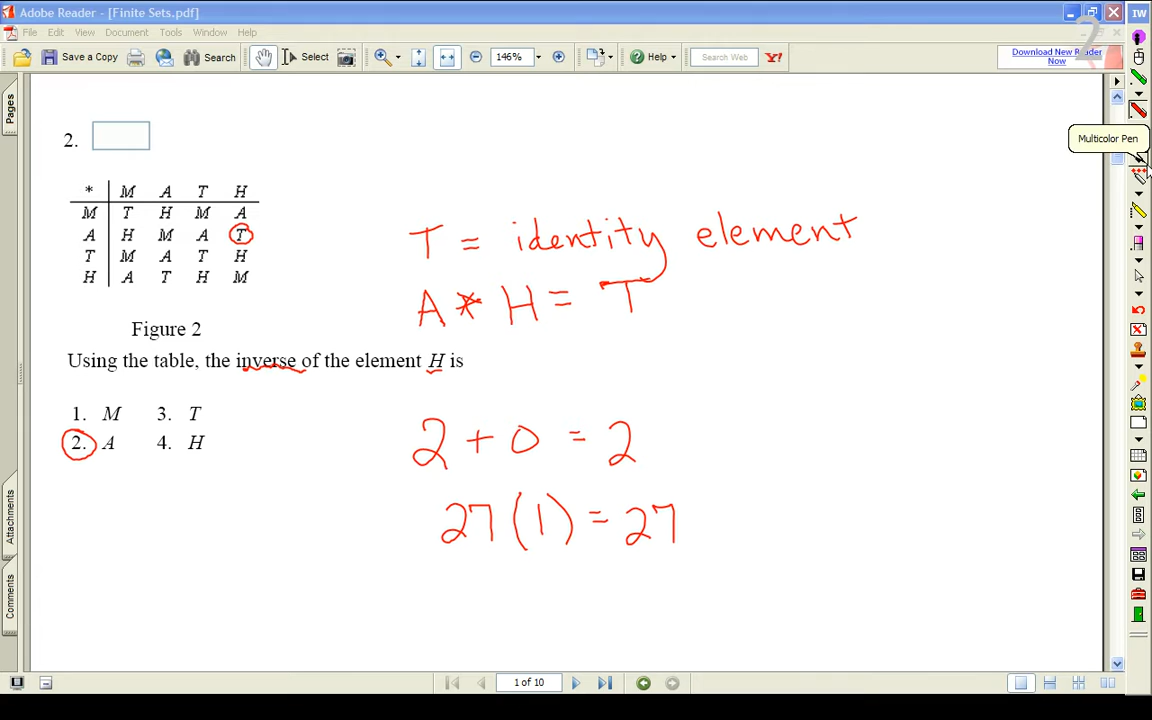 Adobe Reader - [Finite Sets.pdf]
IW
File Edit View Document Tools Window Help
Save a Copy Search Select 146% Help Search Web Y! Download New Reader Now
2
Multicolor Pen
Pages
Attachments
Comments
2.
* M A T H
M T H M A
A H M A T
T M A T H
H A T H M
Figure 2
T = identity element
A * H = T
Using the table, the inverse of the element H is
1. M 3. T
2. A 4. H
2 + 0 = 2
27 (1) = 27
1 of 10